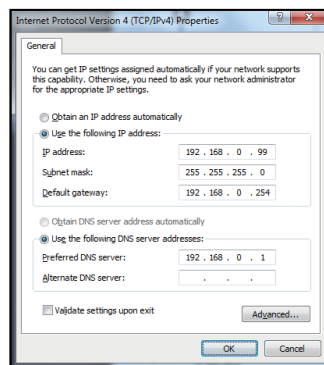 Internet Protocol Version 4 (TCP/IPv4) Properties
General
You can get IP settings assigned automatically if your network supports
this capability. Otherwise, you need to ask your network administrator
for the appropriate IP settings.
Obtain an IP address automatically
Use the following IP address:
IP address: 192 . 168 . 0 . 99
Subnet mask: 255 . 255 . 255 . 0
Default gateway: 192 . 168 . 0 . 254
Obtain DNS server address automatically
Use the following DNS server addresses:
Preferred DNS server: 192 . 168 . 0 . 1
Alternate DNS server: . . .
Validate settings upon exit
Advanced...
OK Cancel